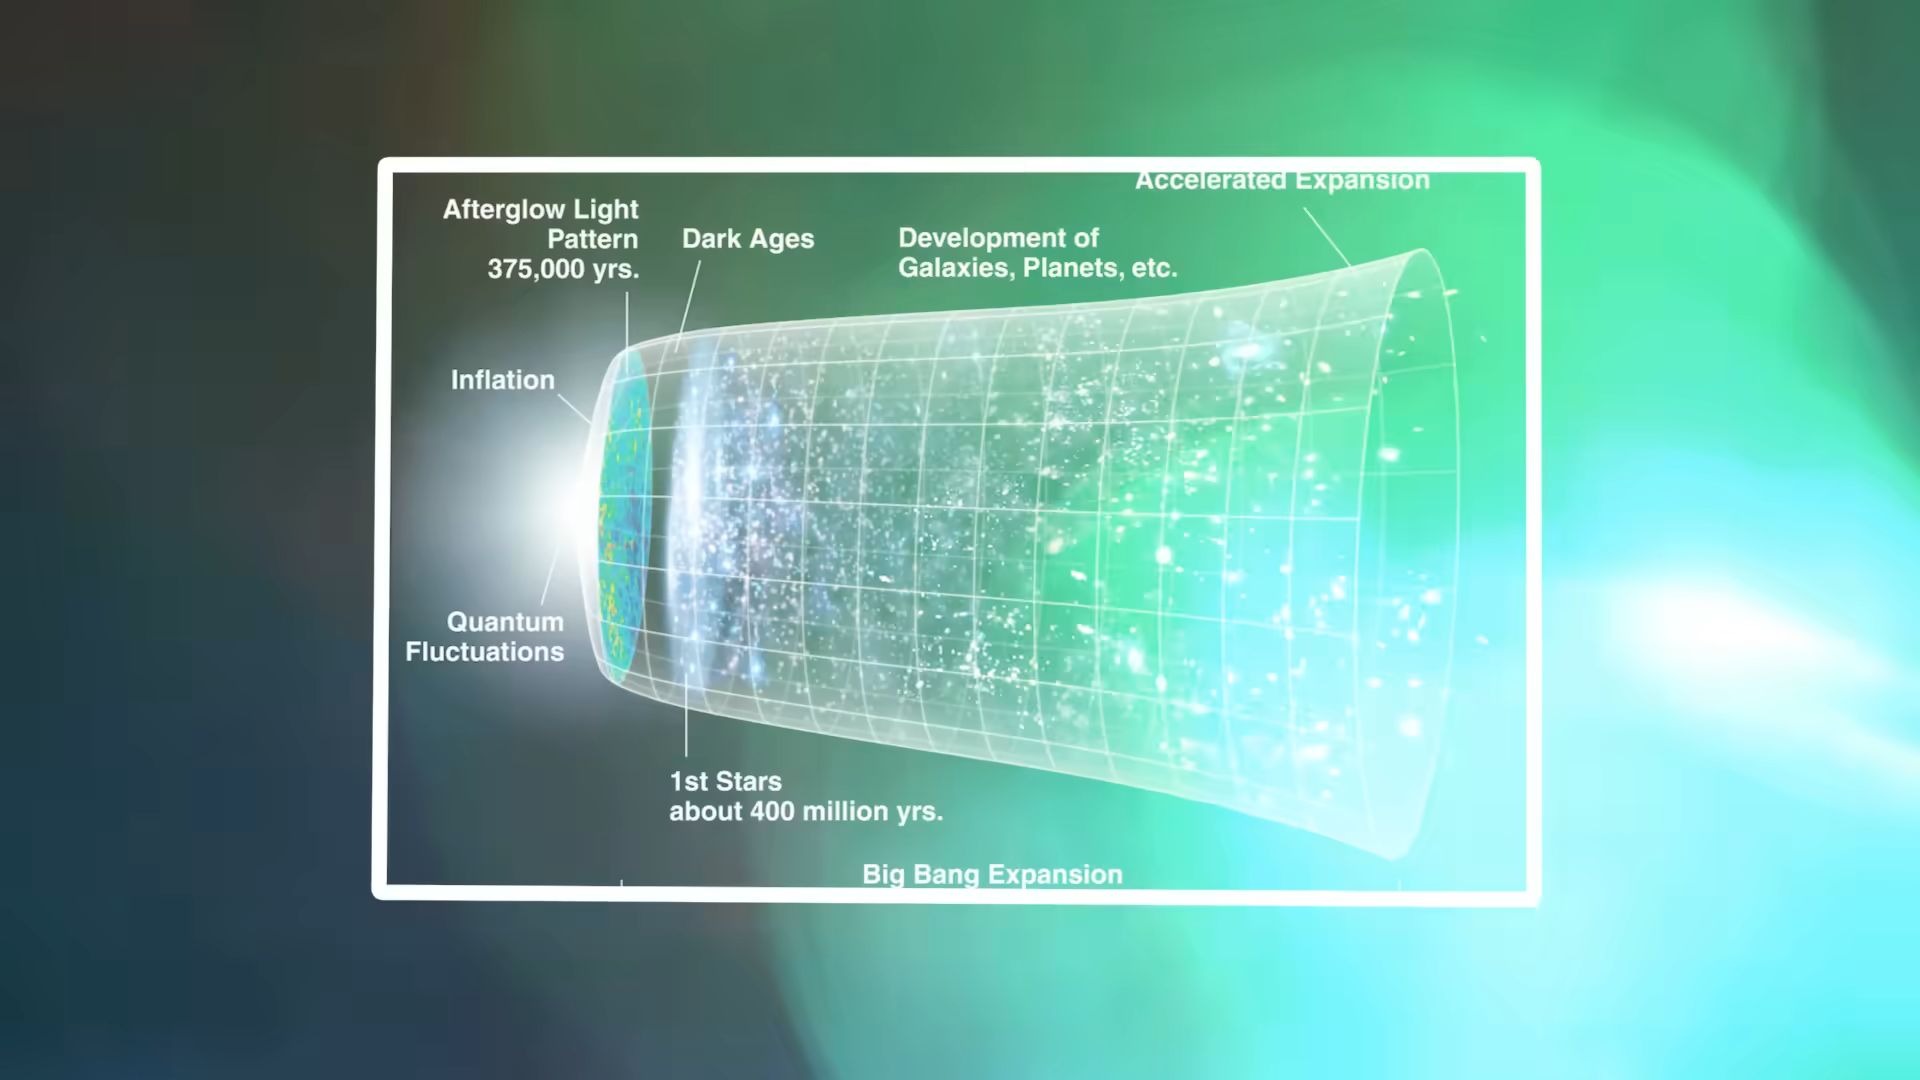 Accelerated Expansion
Afterglow Light
Pattern
375,000 yrs.
Dark Ages
Development of
Galaxies, Planets, etc.
Inflation
Quantum
Fluctuations
1st Stars
about 400 million yrs.
Big Bang Expansion